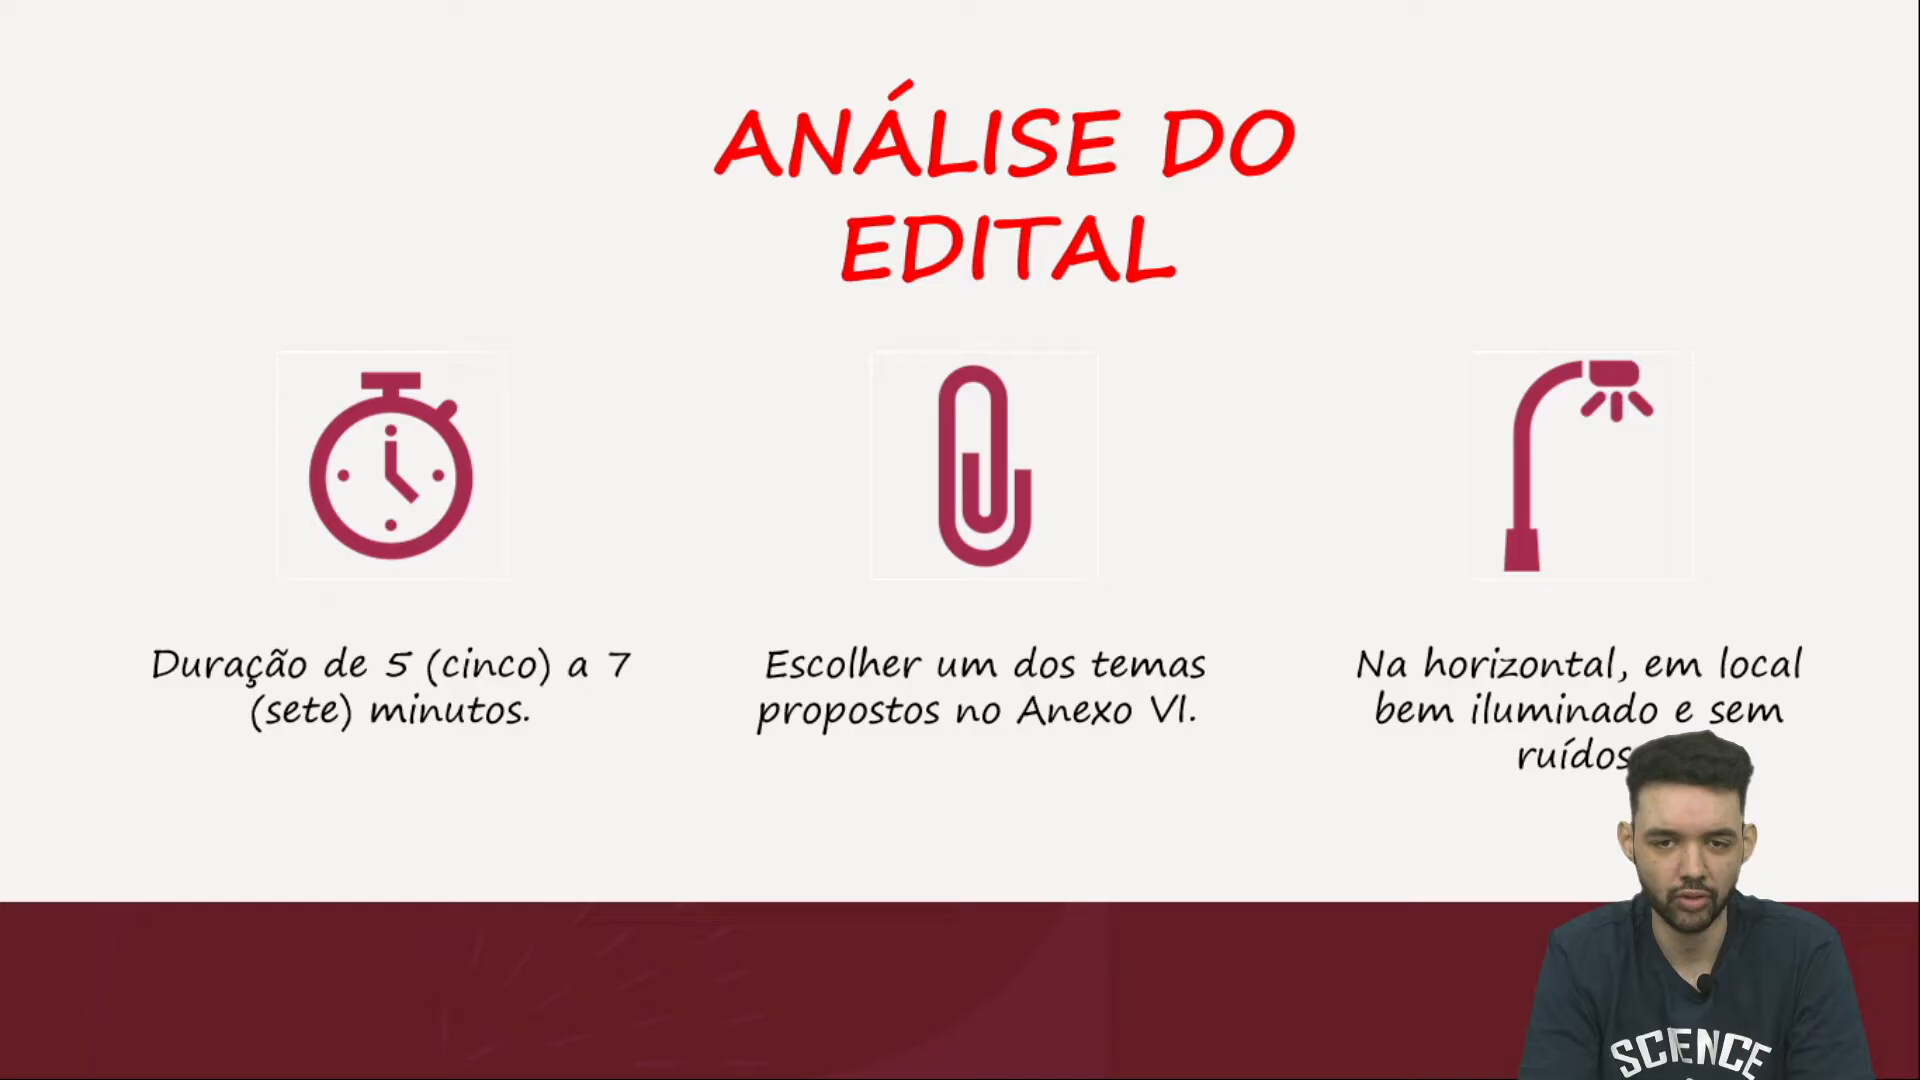 ANÁLISE DO
EDITAL
Duração de 5 (cinco) a 7
(sete) minutos.
Escolher um dos temas
propostos no Anexo VI.
Na horizontal, em local
bem iluminado e sem
ruídos
SCIENCE